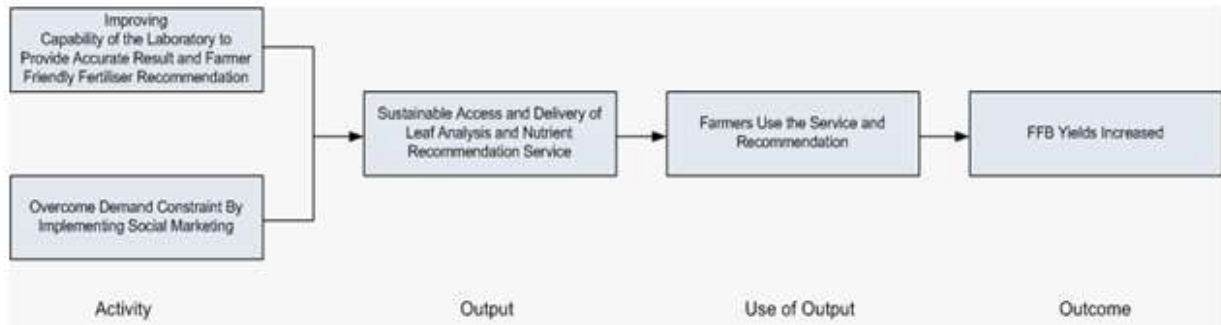 Improving
Capability of the Laboratory to
Provide Accurate Result and Farmer
Friendly Fertiliser Recommendation
Overcome Demand Constraint By
Implementing Social Marketing
Sustainable Access and Delivery of
Leaf Analysis and Nutrient
Recommendation Service
Farmers Use the Service and
Recommendation
FFB Yields Increased
Activity
Output
Use of Output
Outcome